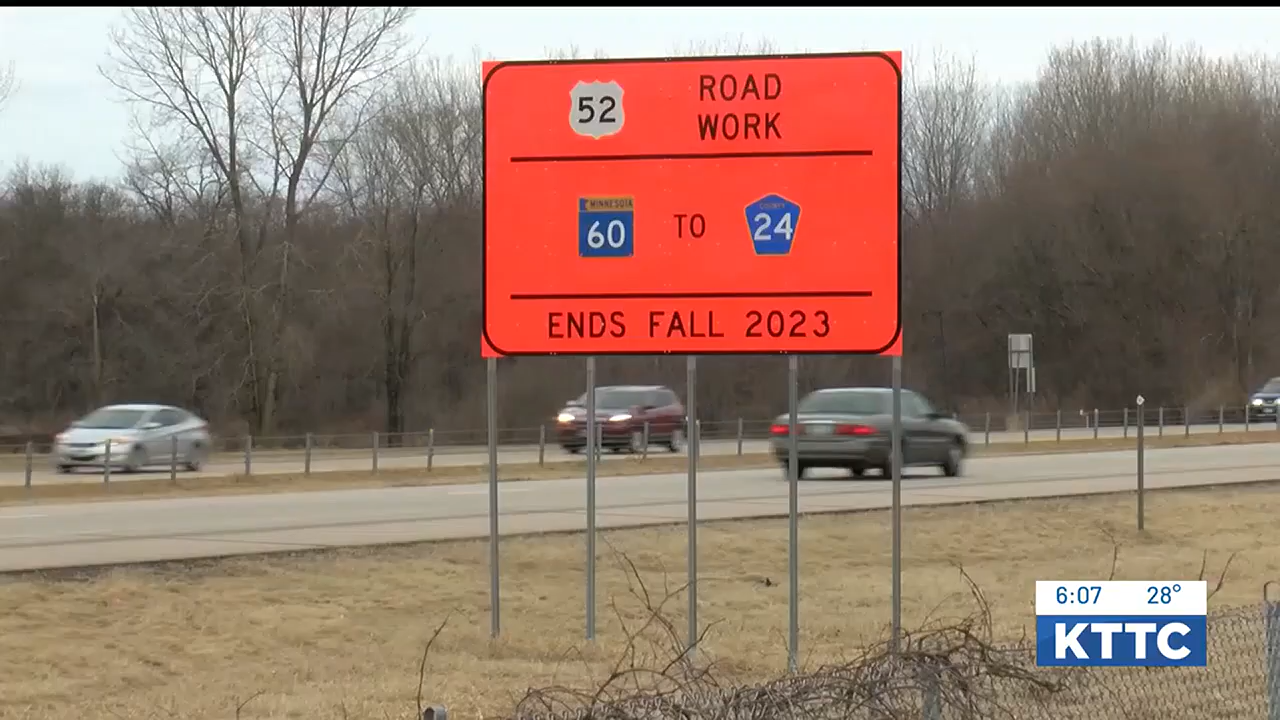 52 ROAD
WORK
MINNESOTA COUNTY
60 TO 24
ENDS FALL 2023
6:07 28°
KTTC